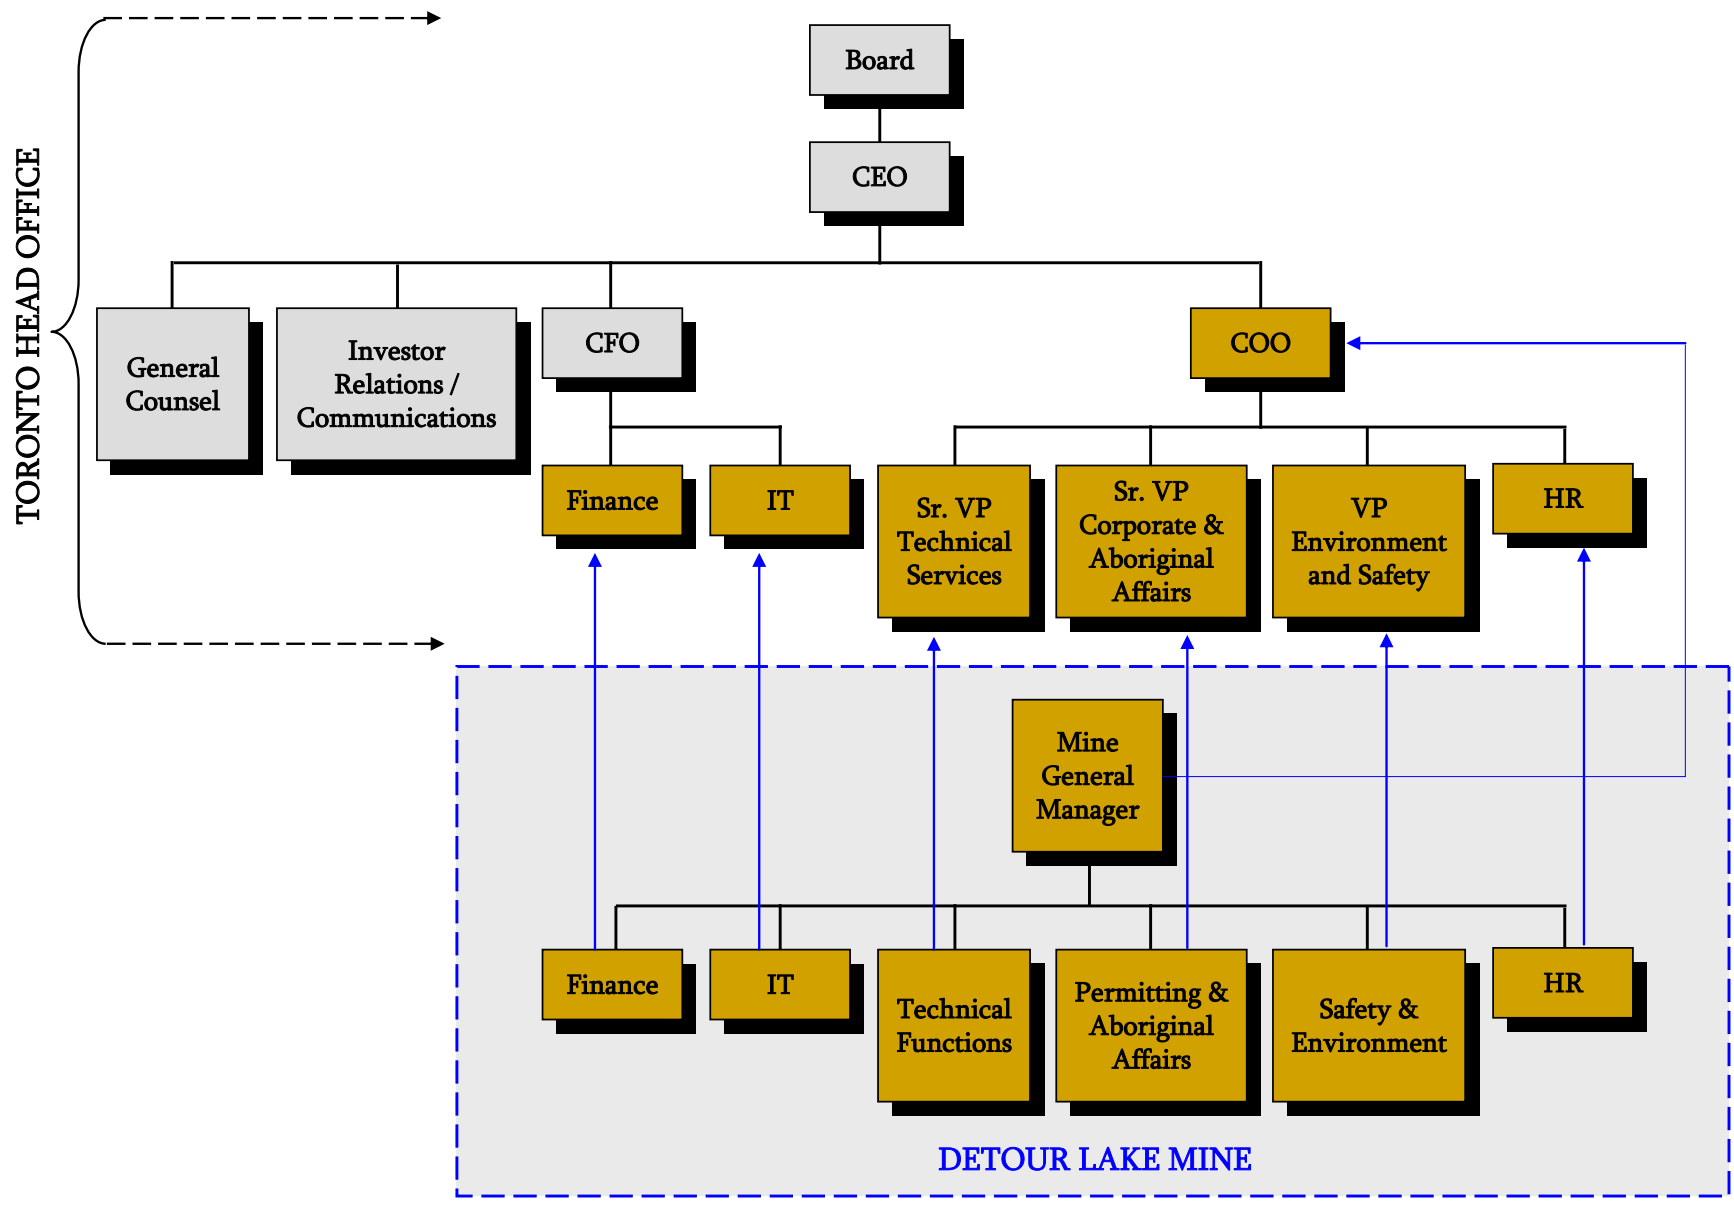 TORONTO HEAD OFFICE
Board
CEO
General
Counsel
Investor
Relations /
Communications
CFO
COO
Finance
IT
Sr. VP
Technical
Services
Sr. VP
Corporate &
Aboriginal
Affairs
VP
Environment
and Safety
HR
Mine
General
Manager
Finance
IT
Technical
Functions
Permitting &
Aboriginal
Affairs
Safety &
Environment
HR
DETOUR LAKE MINE